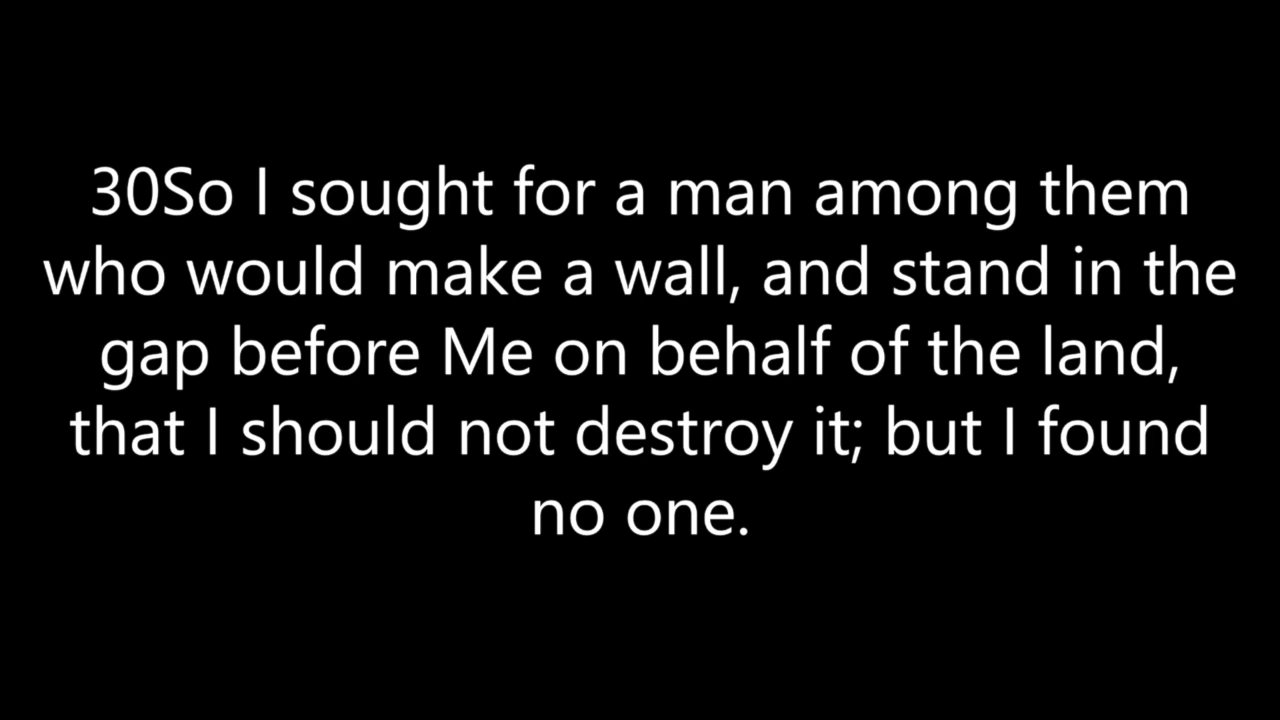 30So I sought for a man among them
who would make a wall, and stand in the
gap before Me on behalf of the land,
that I should not destroy it; but I found
no one.